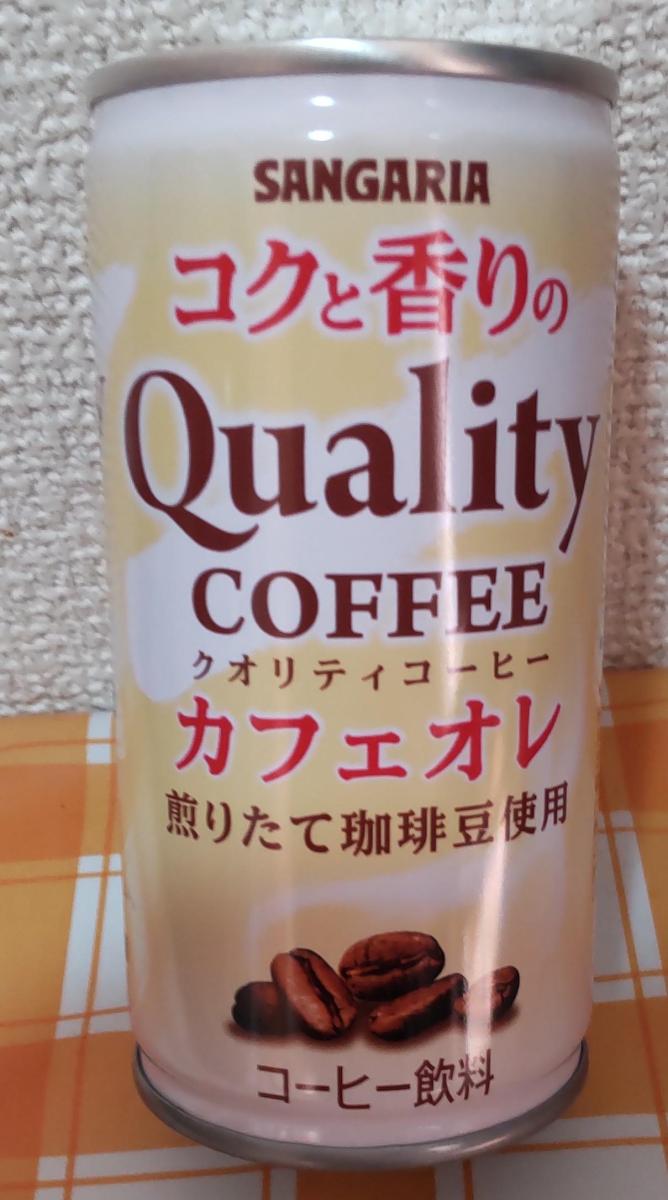 SANGARIA
コクと香りの
Quality
COFFEE
クオリティコーヒー
カフェオレ
煎りたて珈琲豆使用
コーヒー飲料